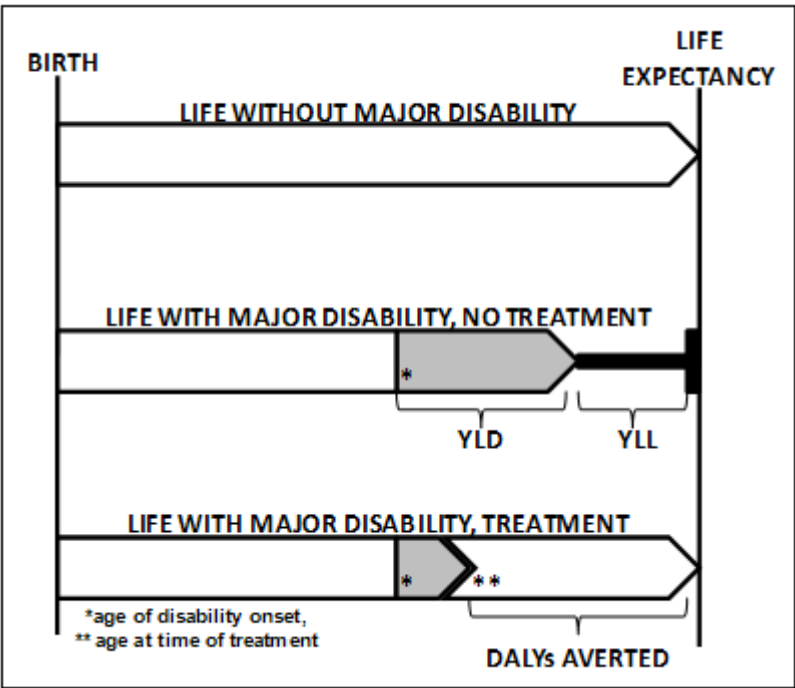 BIRTH
LIFE
EXPECTANCY
LIFE WITHOUT MAJOR DISABILITY
LIFE WITH MAJOR DISABILITY, NO TREATMENT
*
YLD
YLL
LIFE WITH MAJOR DISABILITY, TREATMENT
*
**
*age of disability onset,
** age at time of treatment
DALYs AVERTED